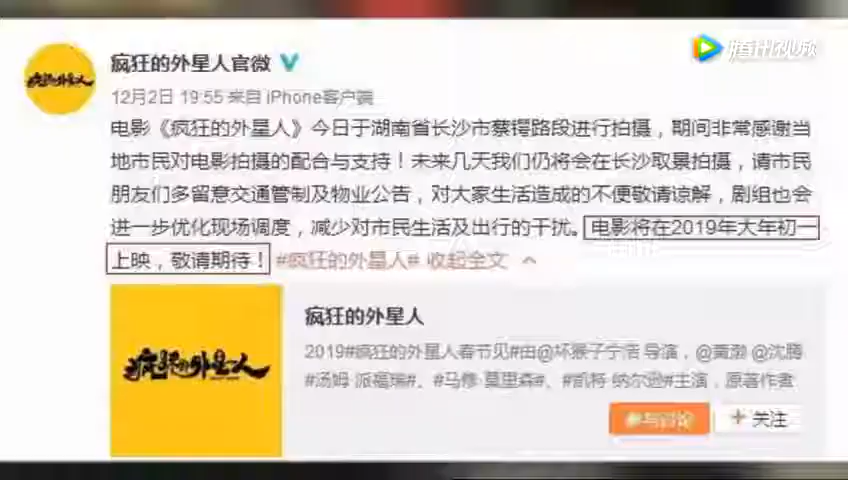 腾讯视频
疯狂的外星人
疯狂的外星人官微
12月2日 19:55 来自 iPhone客户端
电影《疯狂的外星人》今日于湖南省长沙市蔡锷路段进行拍摄，期间非常感谢当
地市民对电影拍摄的配合与支持！未来几天我们仍将会在长沙取景拍摄，请市民
朋友们多留意交通管制及物业公告，对大家生活造成的不便敬请谅解，剧组也会
进一步优化现场调度，减少对市民生活及出行的干扰。电影将在2019年大年初一
上映，敬请期待！#疯狂的外星人# 收起全文
疯狂的外星人
疯狂的外星人
2019#疯狂的外星人春节见#由@坏猴子宁浩 导演，@黄渤 @沈腾
#汤姆·派福瑞#、#马修·莫里森#、#凯特·纳尔逊#主演，原著作者
参与讨论
+ 关注